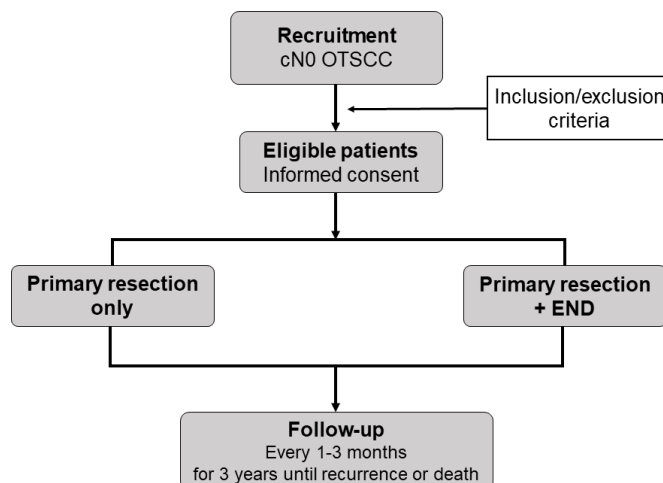 Recruitment
cN0 OTSCC
Inclusion/exclusion
criteria
Eligible patients
Informed consent
Primary resection
only
Primary resection
+ END
Follow-up
Every 1-3 months
for 3 years until recurrence or death